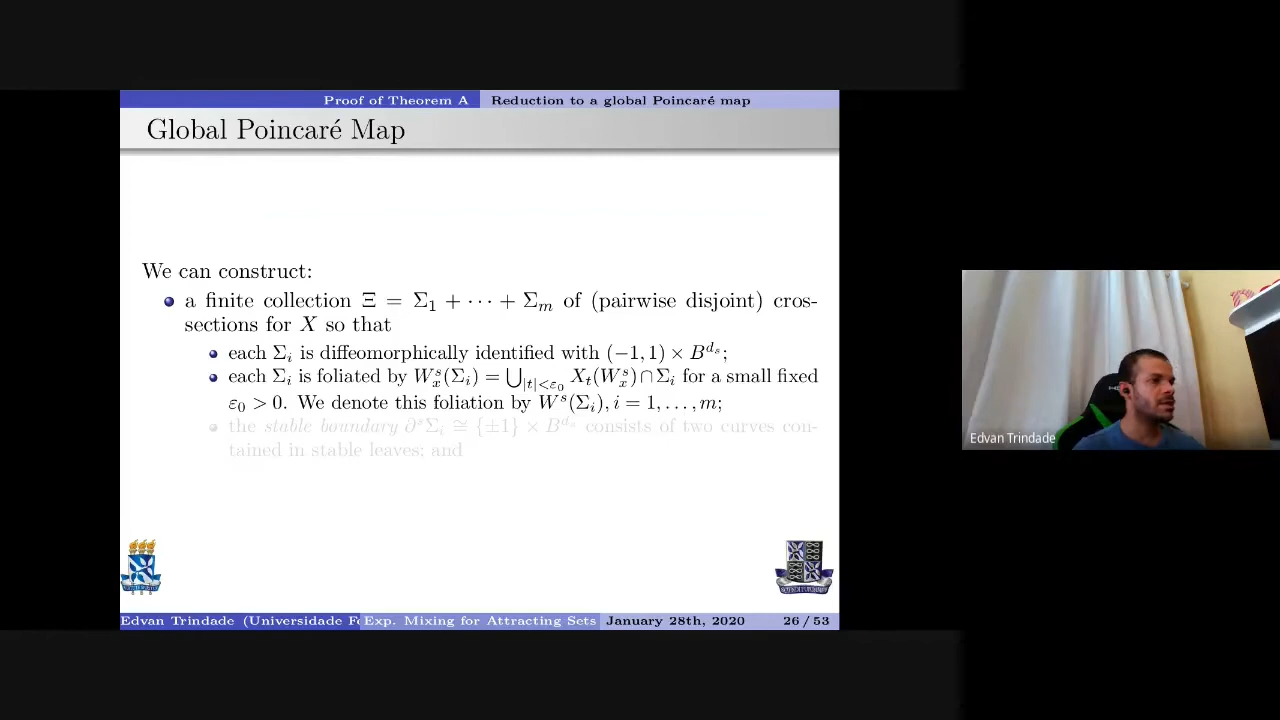 Proof of Theorem A Reduction to a global Poincaré map
Global Poincaré Map
We can construct:
a finite collection Ξ = Σ₁ + ⋯ + Σₘ of (pairwise disjoint) cros-
sections for X so that
each Σᵢ is diffeomorphically identified with (−1, 1) × B^{d_s};
each Σᵢ is foliated by W^s_x(Σᵢ) = ⋃_{|t|<ε₀} X_t(W^s_x) ∩ Σᵢ for a small fixed
ε₀ > 0. We denote this foliation by W^s(Σᵢ), i = 1, …, m;
the stable boundary ∂^sΣᵢ ≅ {±1} × B^{d_s} consists of two curves con-
tained in stable leaves; and
Edvan Trindade
Edvan Trindade (Universidade Fe Exp. Mixing for Attracting Sets January 28th, 2020 26 / 53